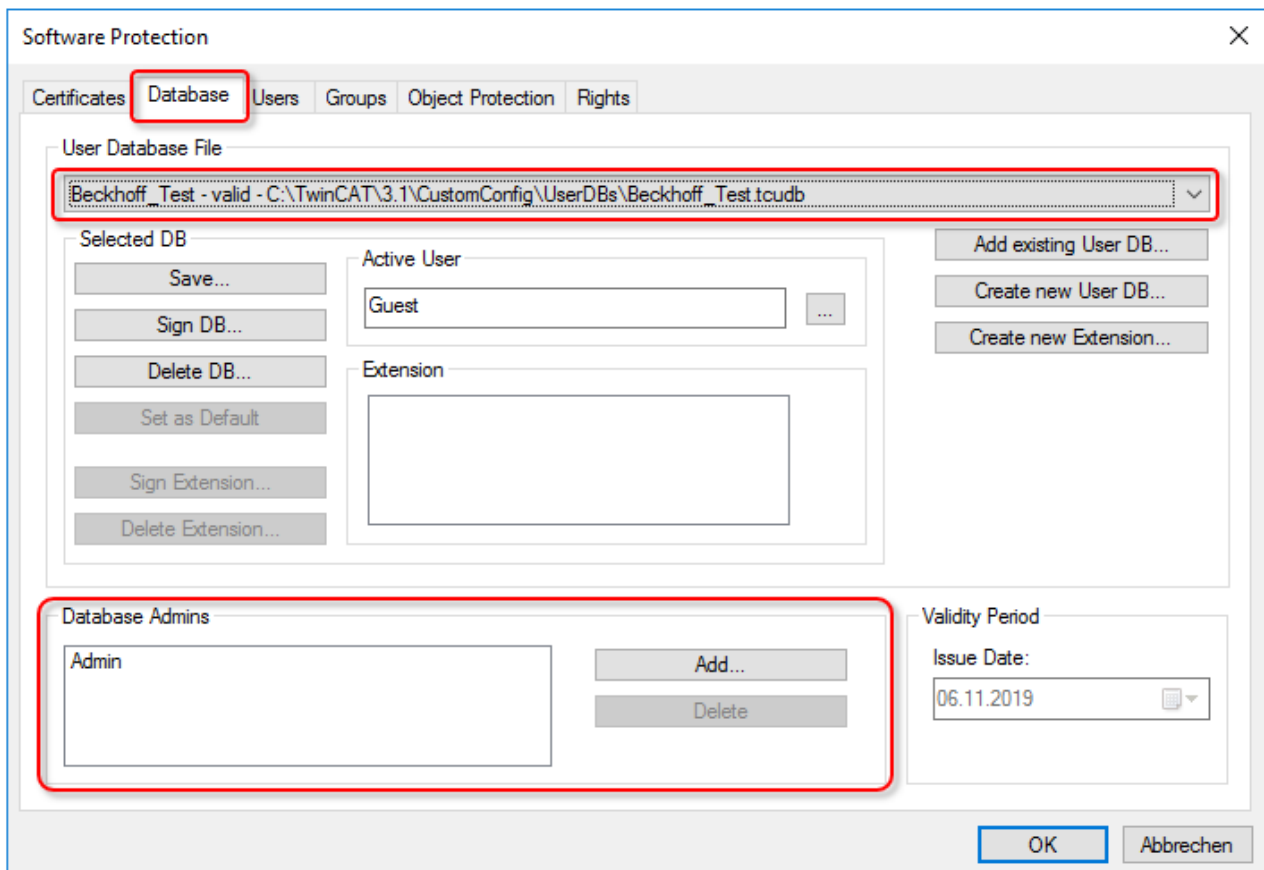 Software Protection
Certificates Database Users Groups Object Protection Rights
User Database File
Beckhoff_Test - valid - C:\TwinCAT\3.1\CustomConfig\UserDBs\Beckhoff_Test.tcudb
Selected DB
Save...
Sign DB...
Delete DB...
Set as Default
Sign Extension...
Delete Extension...
Active User
Guest
...
Extension
Add existing User DB...
Create new User DB...
Create new Extension...
Database Admins
Admin
Add...
Delete
Validity Period
Issue Date:
06.11.2019
OK Abbrechen